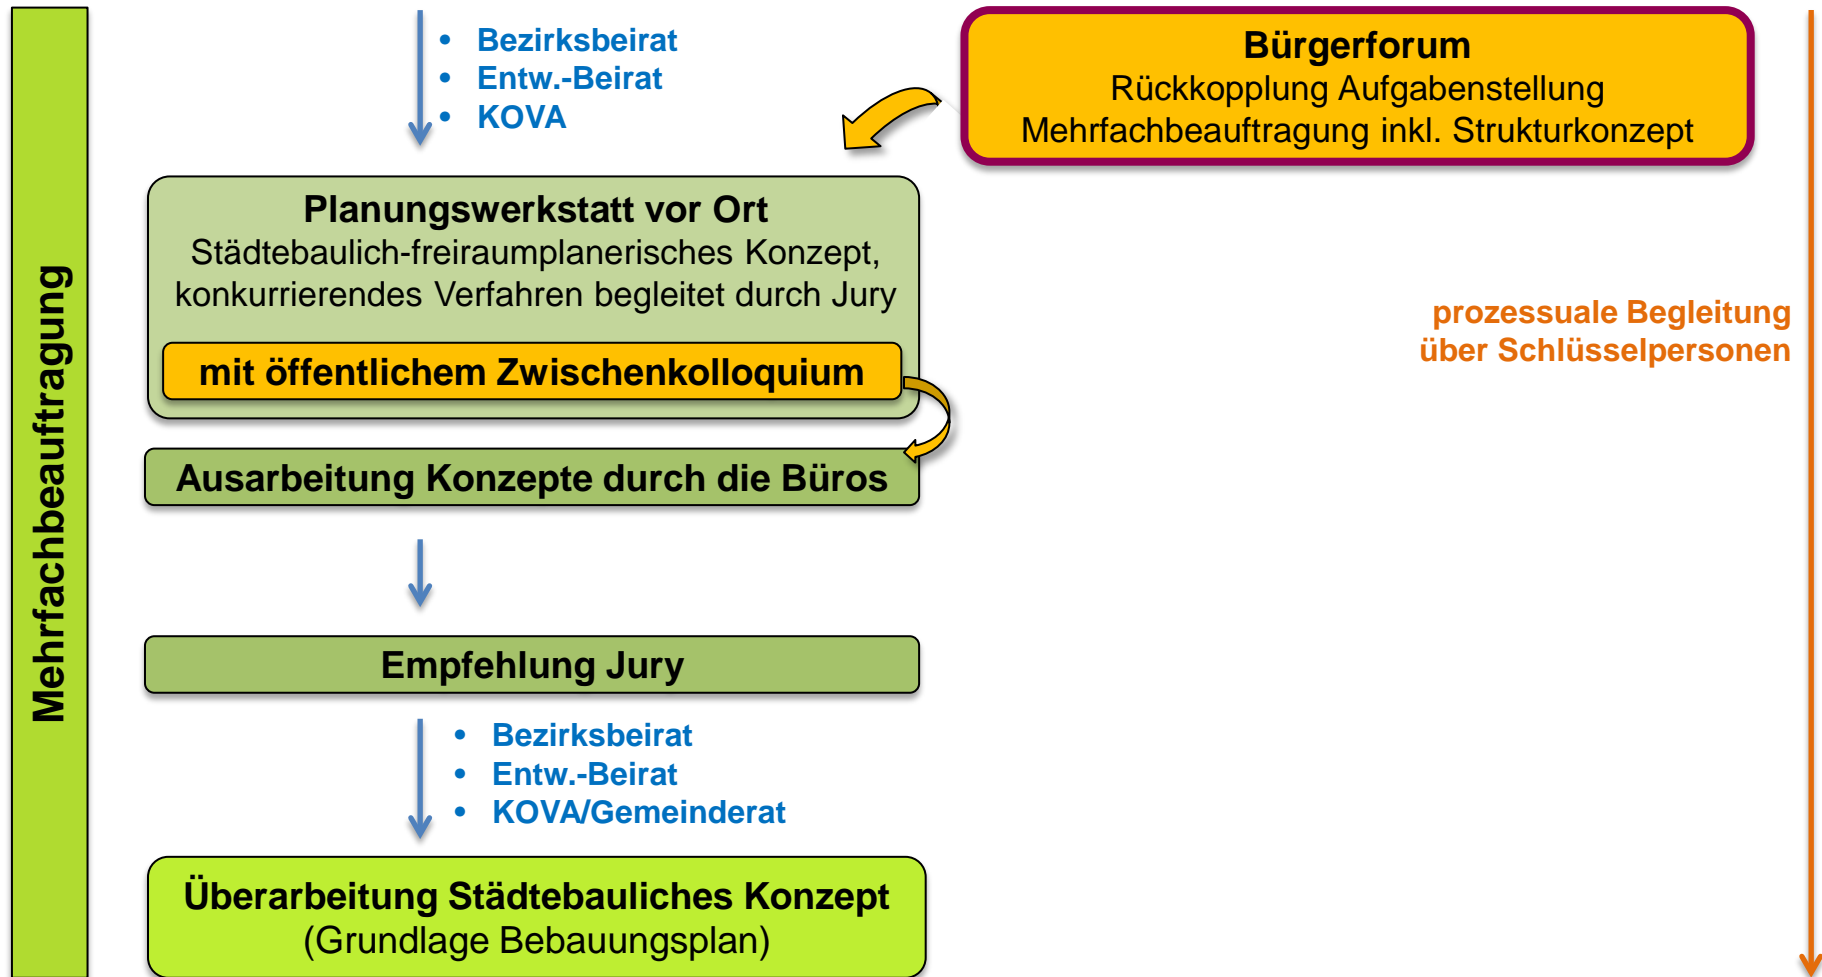 Mehrfachbeauftragung
• Bezirksbeirat
• Entw.-Beirat
• KOVA
Bürgerforum
Rückkopplung Aufgabenstellung
Mehrfachbeauftragung inkl. Strukturkonzept
Planungswerkstatt vor Ort
Städtebaulich-freiraumplanerisches Konzept,
konkurrierendes Verfahren begleitet durch Jury
mit öffentlichem Zwischenkolloquium
prozessuale Begleitung
über Schlüsselpersonen
Ausarbeitung Konzepte durch die Büros
Empfehlung Jury
• Bezirksbeirat
• Entw.-Beirat
• KOVA/Gemeinderat
Überarbeitung Städtebauliches Konzept
(Grundlage Bebauungsplan)